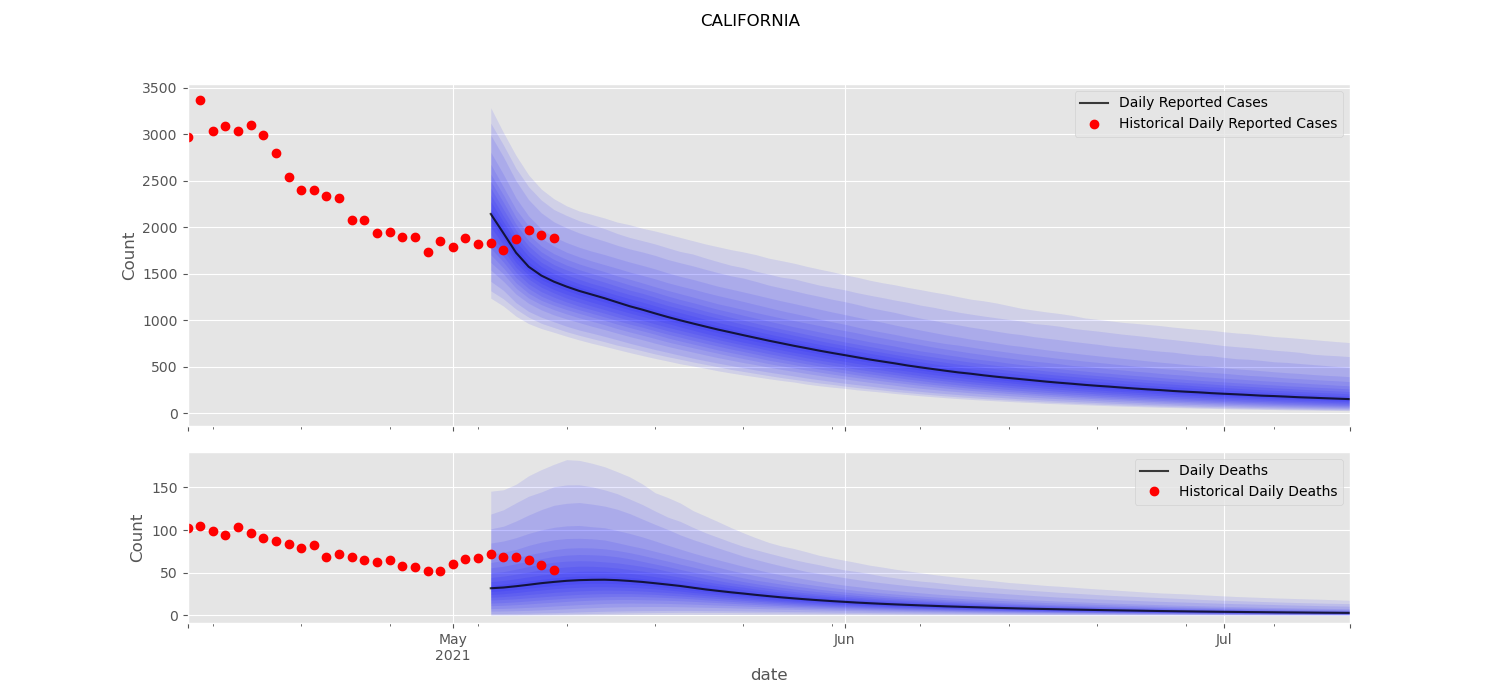 CALIFORNIA
3500
3000
2500
2000
1500
1000
500
0
Count
Daily Reported Cases
Historical Daily Reported Cases
150
100
50
0
Count
Daily Deaths
Historical Daily Deaths
May
2021
Jun
Jul
date